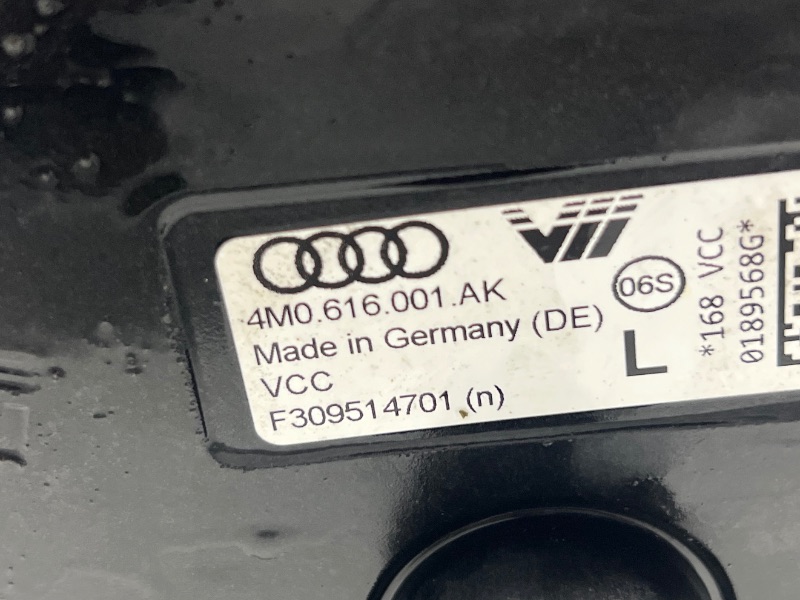 4M0.616.001.AK
Made in Germany (DE)
VCC
F309514701 (n)
06S
L
*168 VCC
0189568G*